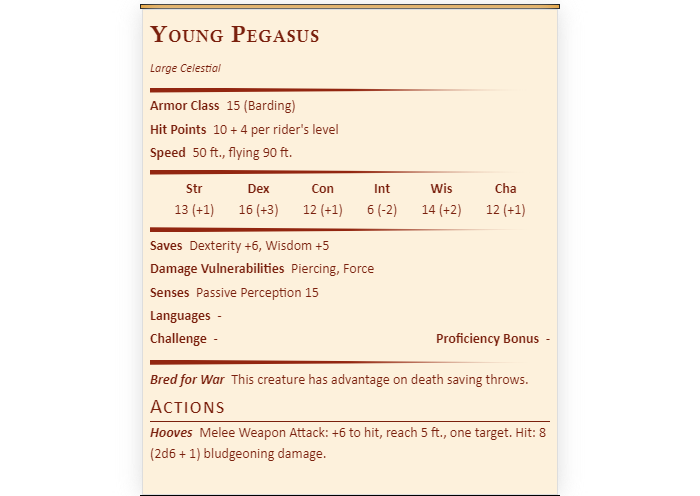 Young Pegasus
Large Celestial
Armor Class 15 (Barding)
Hit Points 10 + 4 per rider's level
Speed 50 ft., flying 90 ft.
Str Dex Con Int Wis Cha
13 (+1) 16 (+3) 12 (+1) 6 (-2) 14 (+2) 12 (+1)
Saves Dexterity +6, Wisdom +5
Damage Vulnerabilities Piercing, Force
Senses Passive Perception 15
Languages -
Challenge - Proficiency Bonus -
Bred for War This creature has advantage on death saving throws.
Actions
Hooves Melee Weapon Attack: +6 to hit, reach 5 ft., one target. Hit: 8
(2d6 + 1) bludgeoning damage.